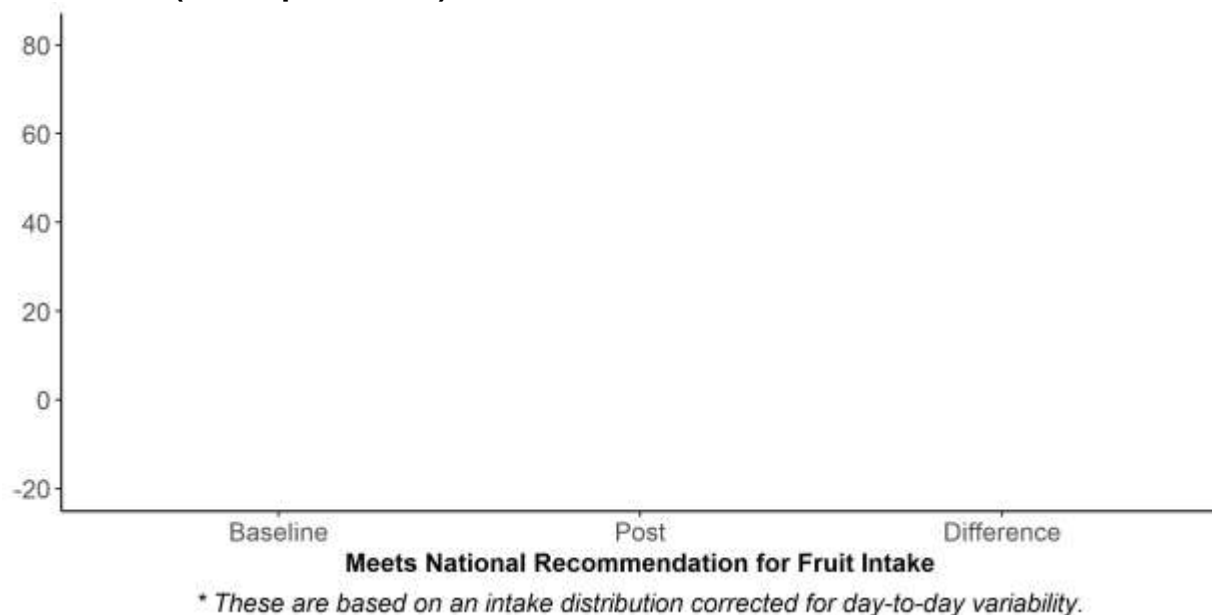 80
60
40
20
0
-20
Baseline Post Difference
Meets National Recommendation for Fruit Intake
* These are based on an intake distribution corrected for day-to-day variability.